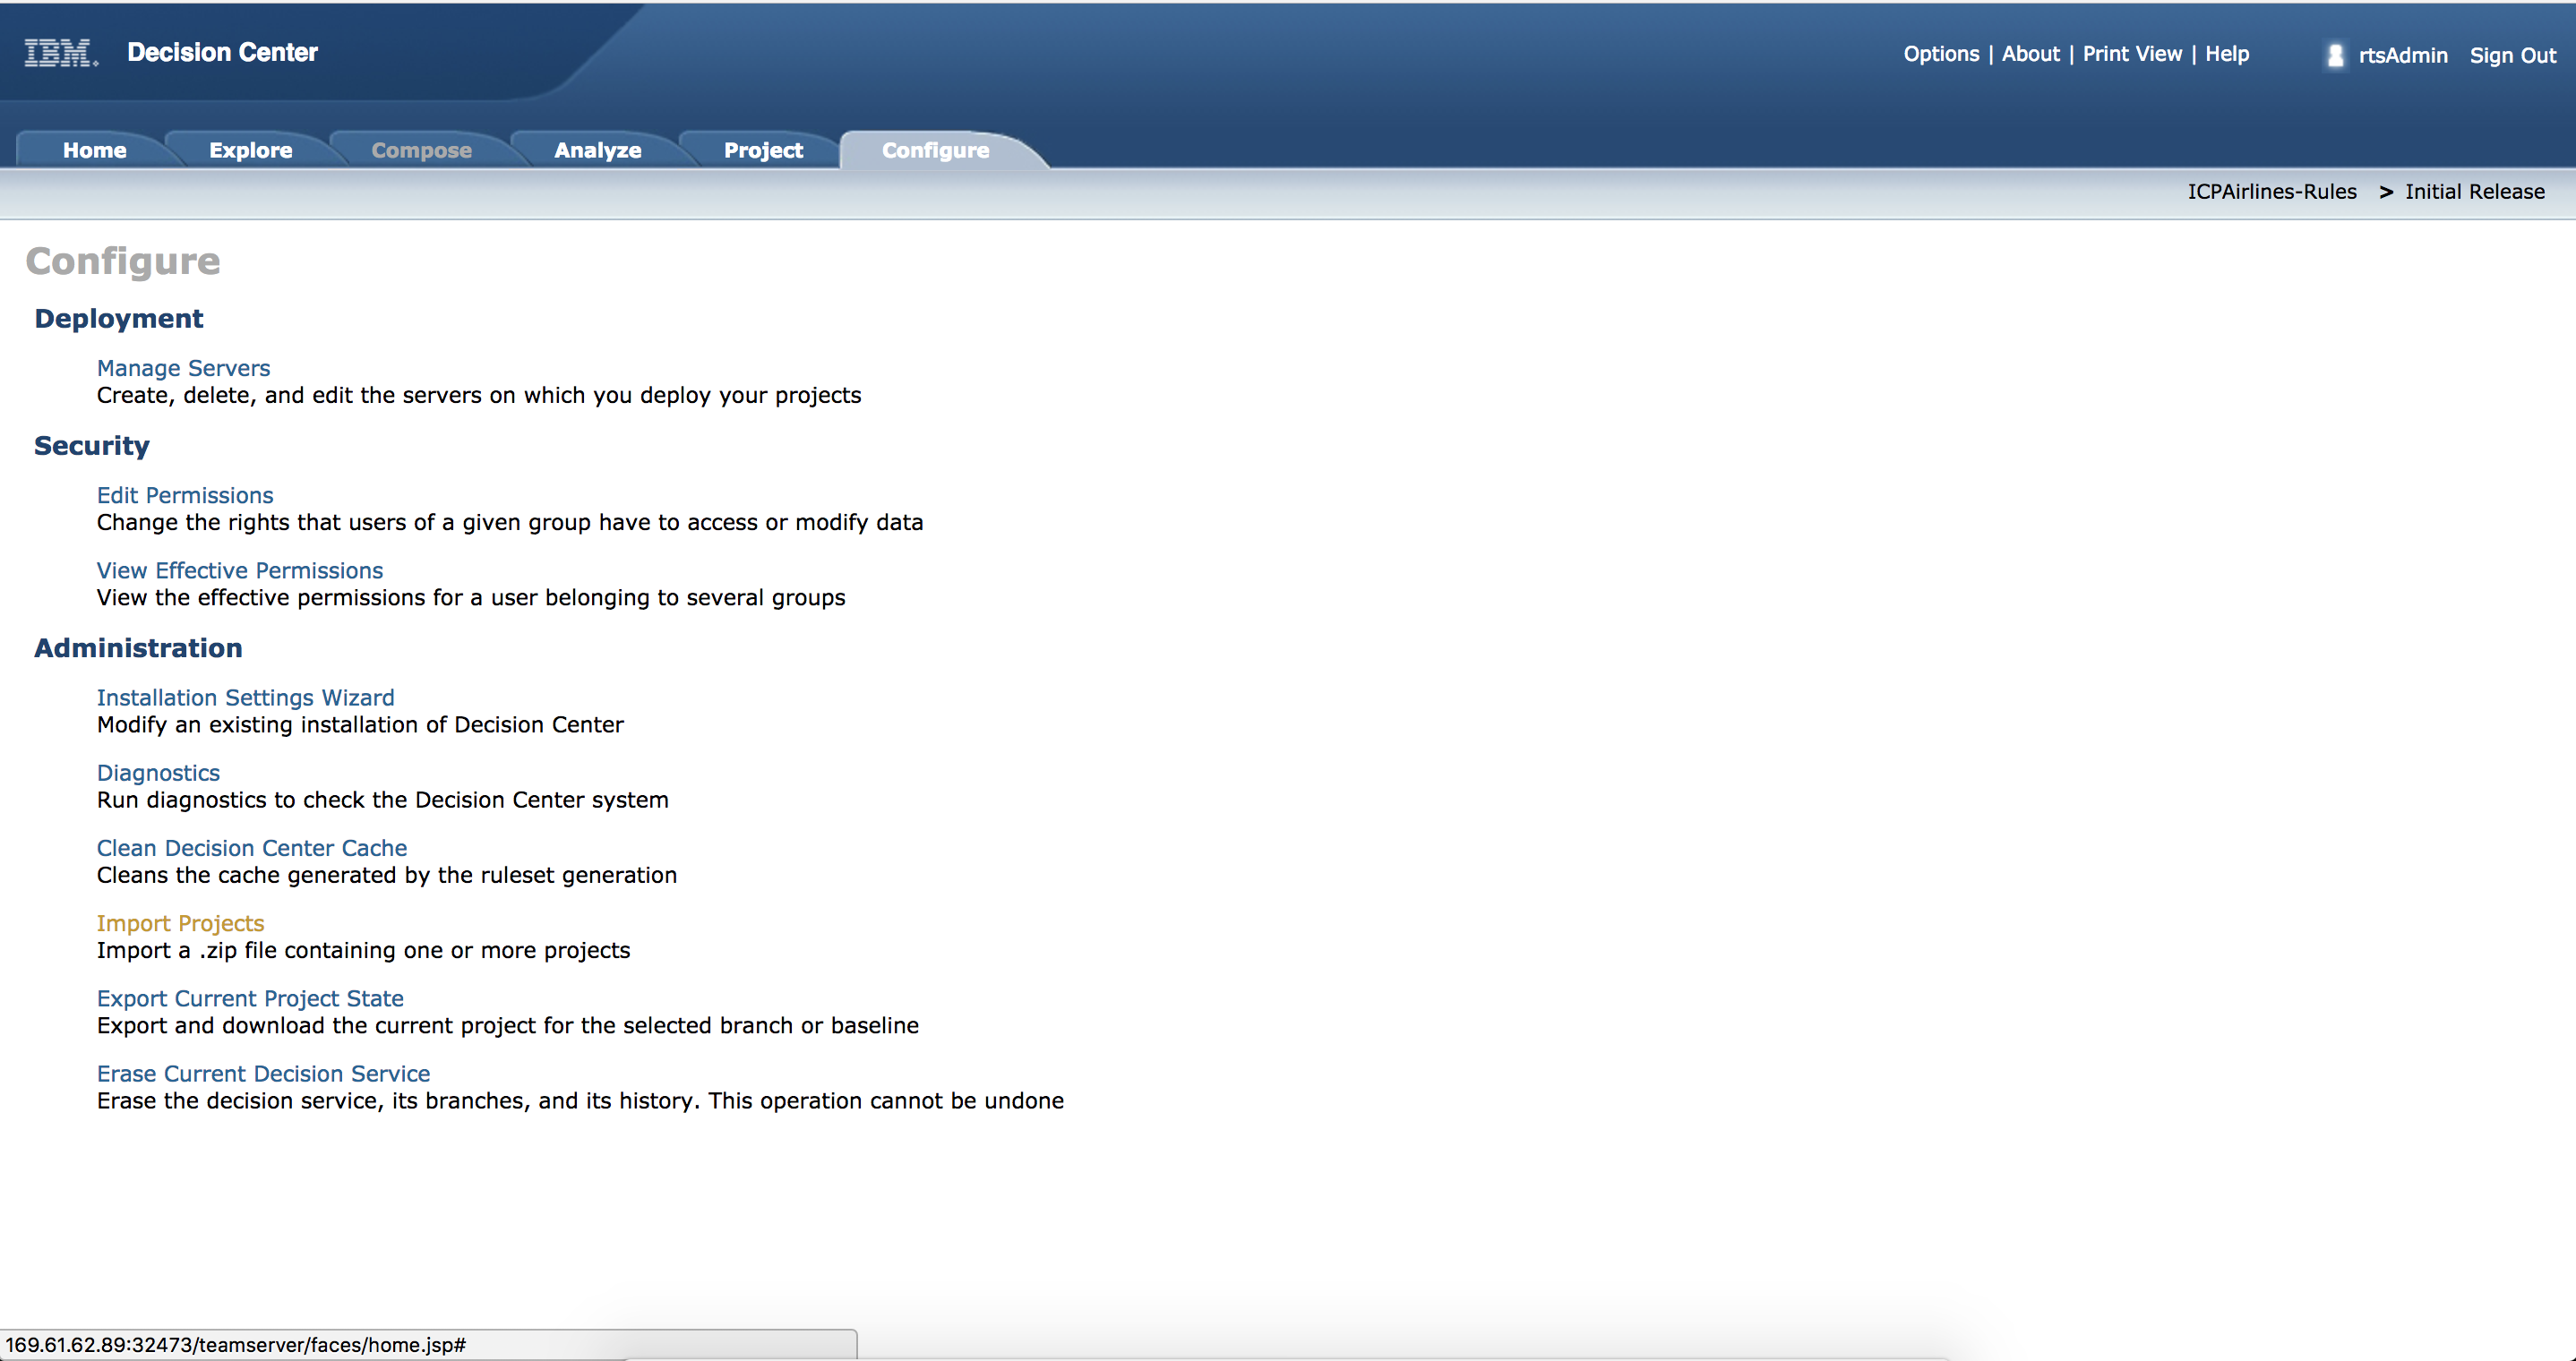 IBM. Decision Center
Options | About | Print View | Help rtsAdmin Sign Out
Home Explore Compose Analyze Project Configure
ICPAirlines-Rules > Initial Release
Configure
Deployment
Manage Servers
Create, delete, and edit the servers on which you deploy your projects
Security
Edit Permissions
Change the rights that users of a given group have to access or modify data
View Effective Permissions
View the effective permissions for a user belonging to several groups
Administration
Installation Settings Wizard
Modify an existing installation of Decision Center
Diagnostics
Run diagnostics to check the Decision Center system
Clean Decision Center Cache
Cleans the cache generated by the ruleset generation
Import Projects
Import a .zip file containing one or more projects
Export Current Project State
Export and download the current project for the selected branch or baseline
Erase Current Decision Service
Erase the decision service, its branches, and its history. This operation cannot be undone
169.61.62.89:32473/teamserver/faces/home.jsp#